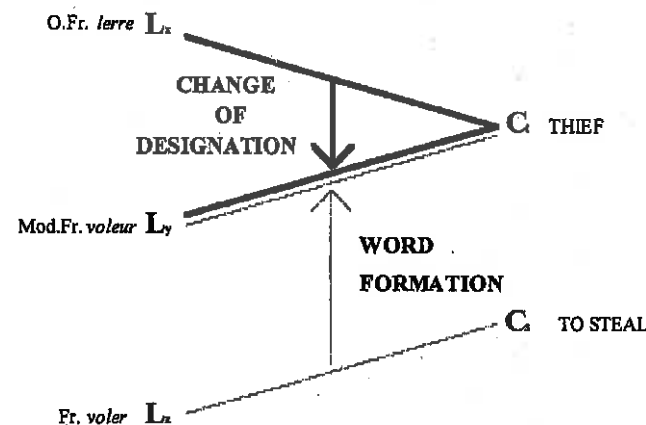 O.Fr. lerre Lx
CHANGE
OF
DESIGNATION
C THIEF
Mod.Fr. voleur Ly
WORD
FORMATION
C TO STEAL
Fr. voler Lz